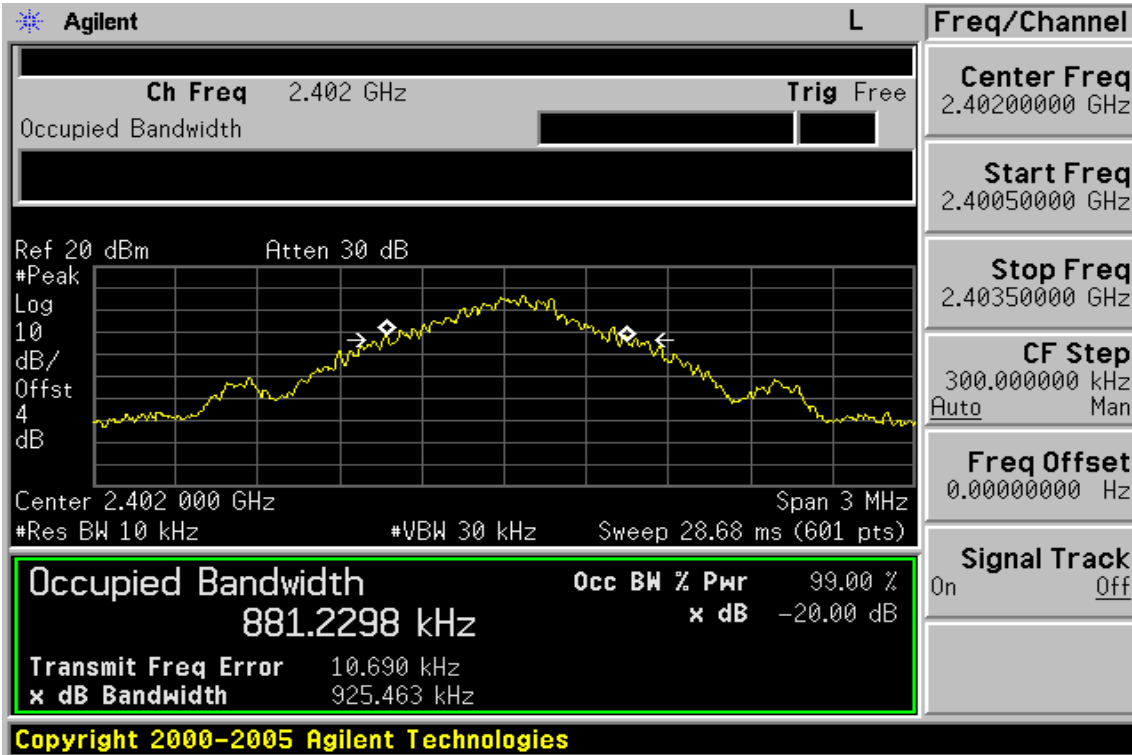 Agilent L
Ch Freq 2.402 GHz Trig Free
Occupied Bandwidth
Ref 20 dBm Atten 30 dB
#Peak
Log
10
dB/
Offst
4
dB
Center 2.402 000 GHz Span 3 MHz
#Res BW 10 kHz #VBW 30 kHz Sweep 28.68 ms (601 pts)
Occupied Bandwidth Occ BW % Pwr 99.00 %
881.2298 kHz x dB -20.00 dB
Transmit Freq Error 10.690 kHz
x dB Bandwidth 925.463 kHz
Copyright 2000-2005 Agilent Technologies
Freq/Channel
Center Freq
2.40200000 GHz
Start Freq
2.40050000 GHz
Stop Freq
2.40350000 GHz
CF Step
300.000000 kHz
Auto Man
Freq Offset
0.00000000 Hz
Signal Track
On Off